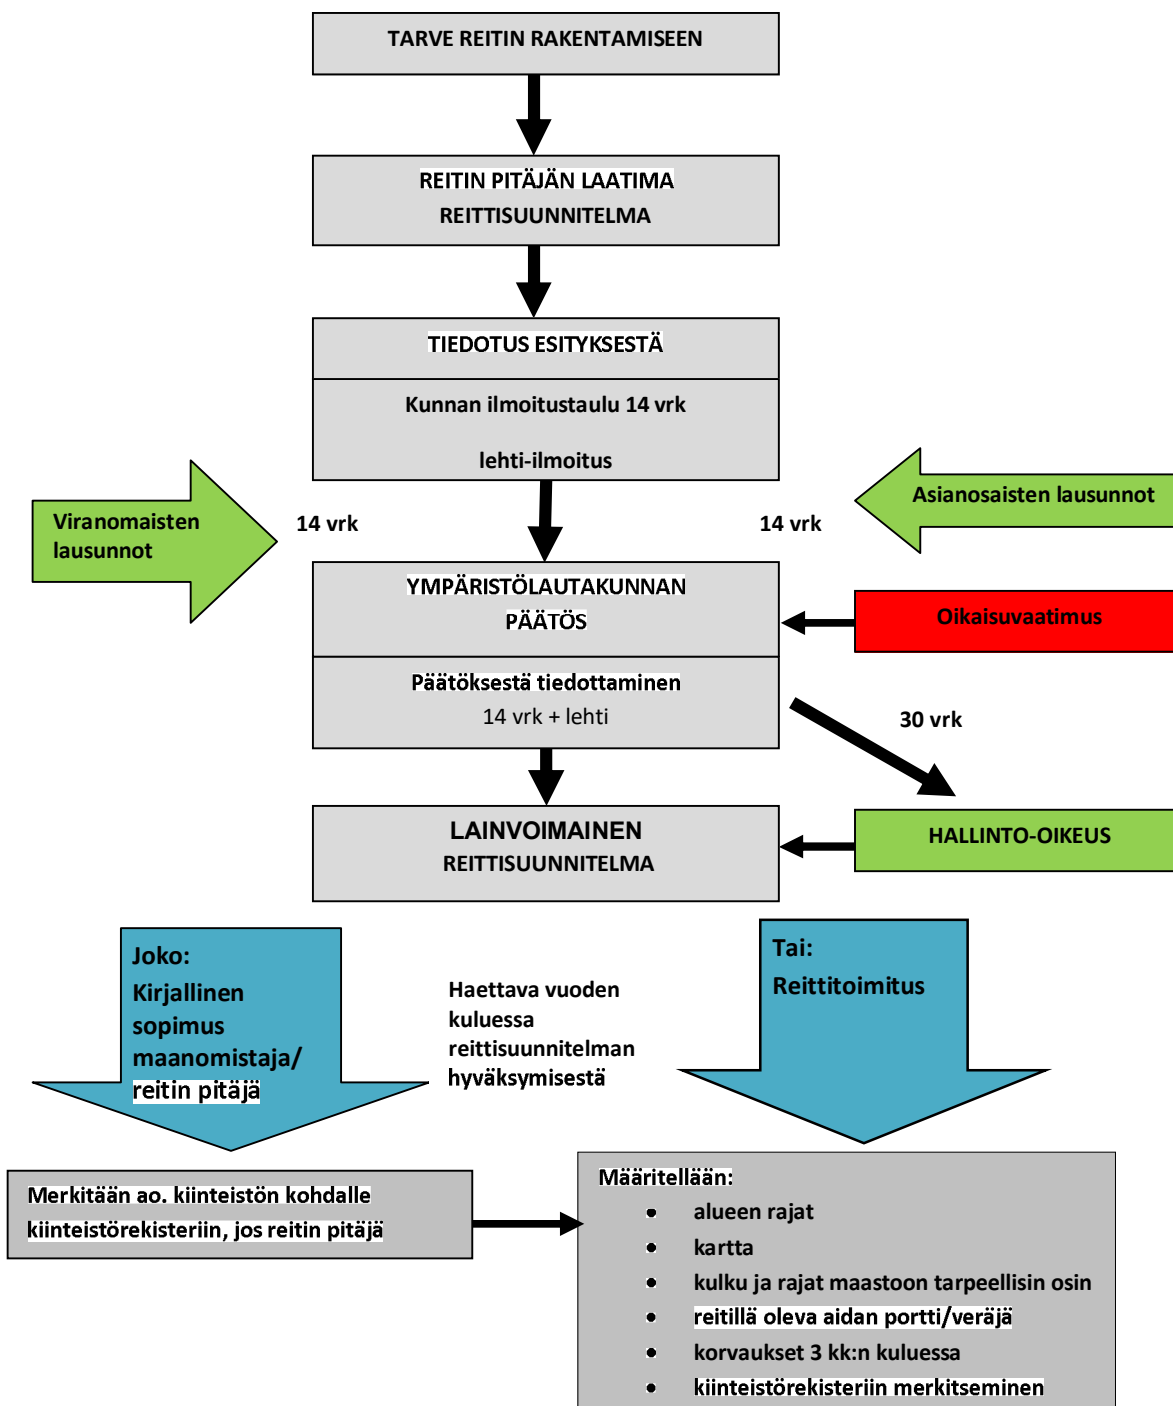 TARVE REITIN RAKENTAMISEEN
REITIN PITÄJÄN LAATIMA
REITTISUUNNITELMA
TIEDOTUS ESITYKSESTÄ
Kunnan ilmoitustaulu 14 vrk
lehti-ilmoitus
Viranomaisten
lausunnot
14 vrk
14 vrk
Asianosaisten lausunnot
YMPÄRISTÖLAUTAKUNNAN
PÄÄTÖS
Oikaisuvaatimus
Päätöksestä tiedottaminen
14 vrk + lehti
30 vrk
LAINVOIMAINEN
REITTISUUNNITELMA
HALLINTO-OIKEUS
Joko:
Kirjallinen
sopimus
maanomistaja/
reitin pitäjä
Haettava vuoden
kuluessa
reittisuunnitelman
hyväksymisestä
Tai:
Reittitoimitus
Merkitään ao. kiinteistön kohdalle
kiinteistörekisteriin, jos reitin pitäjä
Määritellään:
• alueen rajat
• kartta
• kulku ja rajat maastoon tarpeellisin osin
• reitillä oleva aidan portti/veräjä
• korvaukset 3 kk:n kuluessa
• kiinteistörekisteriin merkitseminen